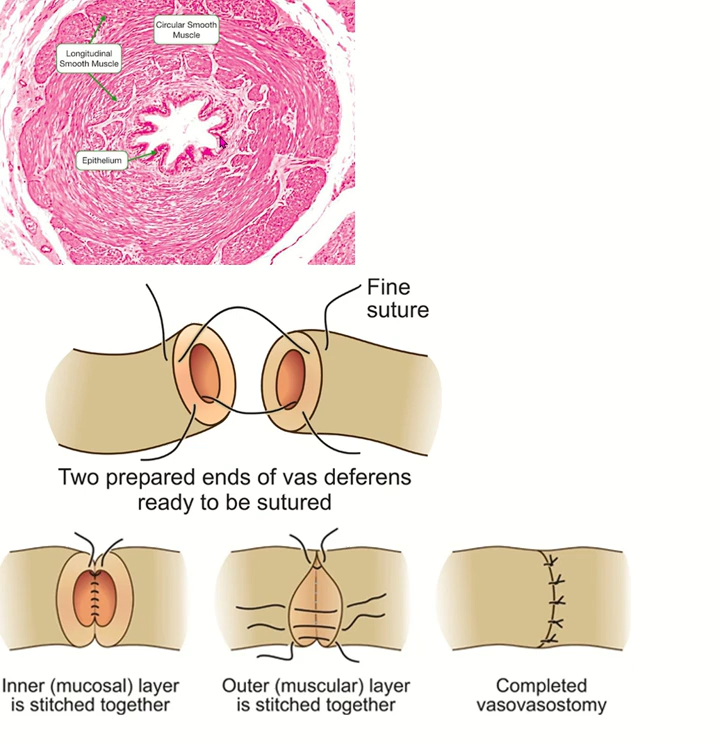 Circular Smooth
Muscle
Longitudinal
Smooth Muscle
Epithelium
Fine
suture
Two prepared ends of vas deferens
ready to be sutured
Inner (mucosal) layer
is stitched together
Outer (muscular) layer
is stitched together
Completed
vasovasostomy